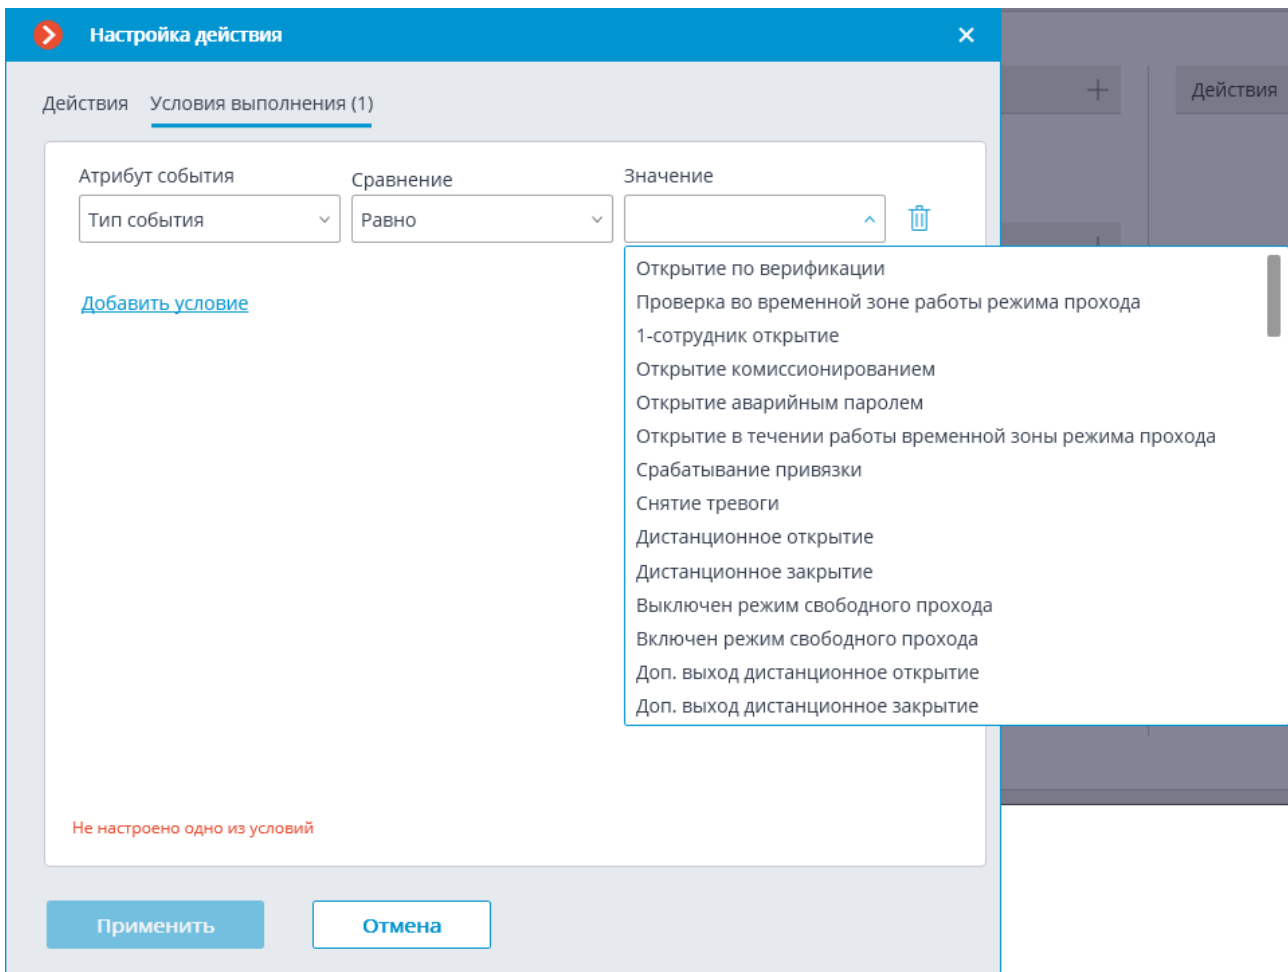 Настройка действия
Действия
Действия Условия выполнения (1)
Атрибут события Сравнение Значение
Тип события Равно
Открытие по верификации
Проверка во временной зоне работы режима прохода
Добавить условие
1-сотрудник открытие
Открытие комиссионированием
Открытие аварийным паролем
Открытие в течении работы временной зоны режима прохода
Срабатывание привязки
Снятие тревоги
Дистанционное открытие
Дистанционное закрытие
Выключен режим свободного прохода
Включен режим свободного прохода
Доп. выход дистанционное открытие
Доп. выход дистанционное закрытие
Не настроено одно из условий
Применить Отмена